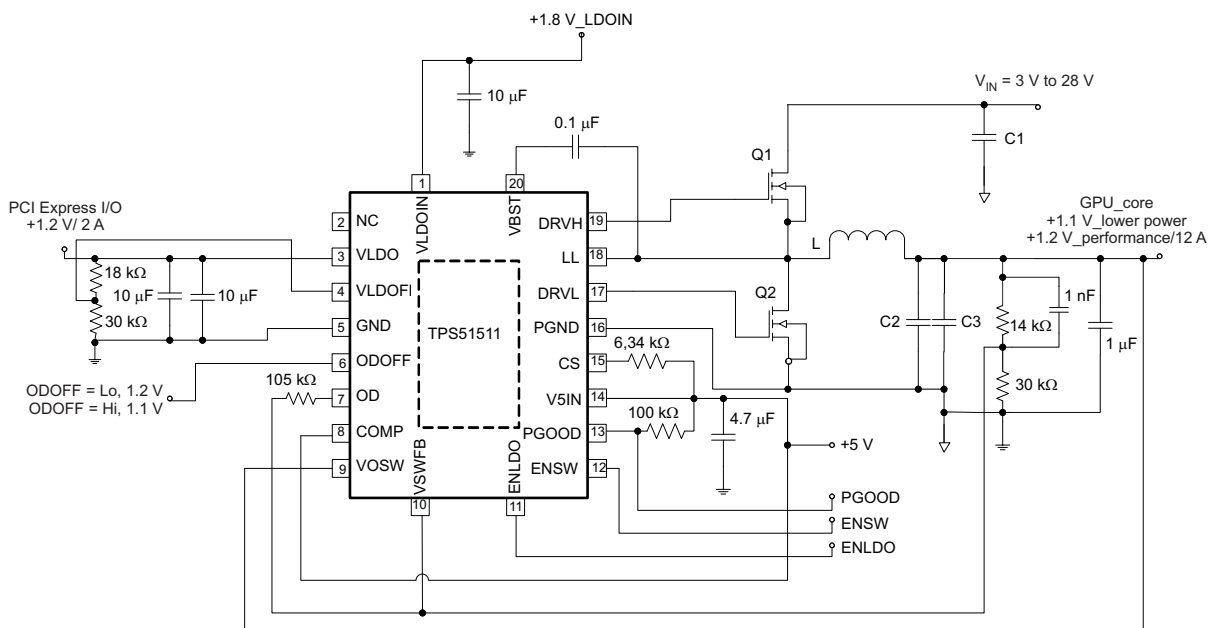 +1.8 V_LDOIN
10 μF
VIN = 3 V to 28 V
C1
0.1 μF
Q1
1
20
VLDOIN
VBST
PCI Express I/O
+1.2 V/ 2 A
2
NC
DRVH
19
GPU_core
+1.1 V_lower power
+1.2 V_performance/12 A
L
3
VLDO
LL
18
18 kΩ
10 μF
10 μF
4
VLDOFI
DRVL
17
Q2
1 nF
30 kΩ
5
GND
TPS51511
PGND
16
C2
C3
14 kΩ
1 μF
6
ODOFF
CS
15
6,34 kΩ
ODOFF = Lo, 1.2 V
ODOFF = Hi, 1.1 V
105 kΩ
7
OD
V5IN
14
30 kΩ
8
COMP
PGOOD
13
100 kΩ
4.7 μF
+5 V
9
VOSW
VSWFB
ENLDO
ENSW
12
10
11
PGOOD
ENSW
ENLDO